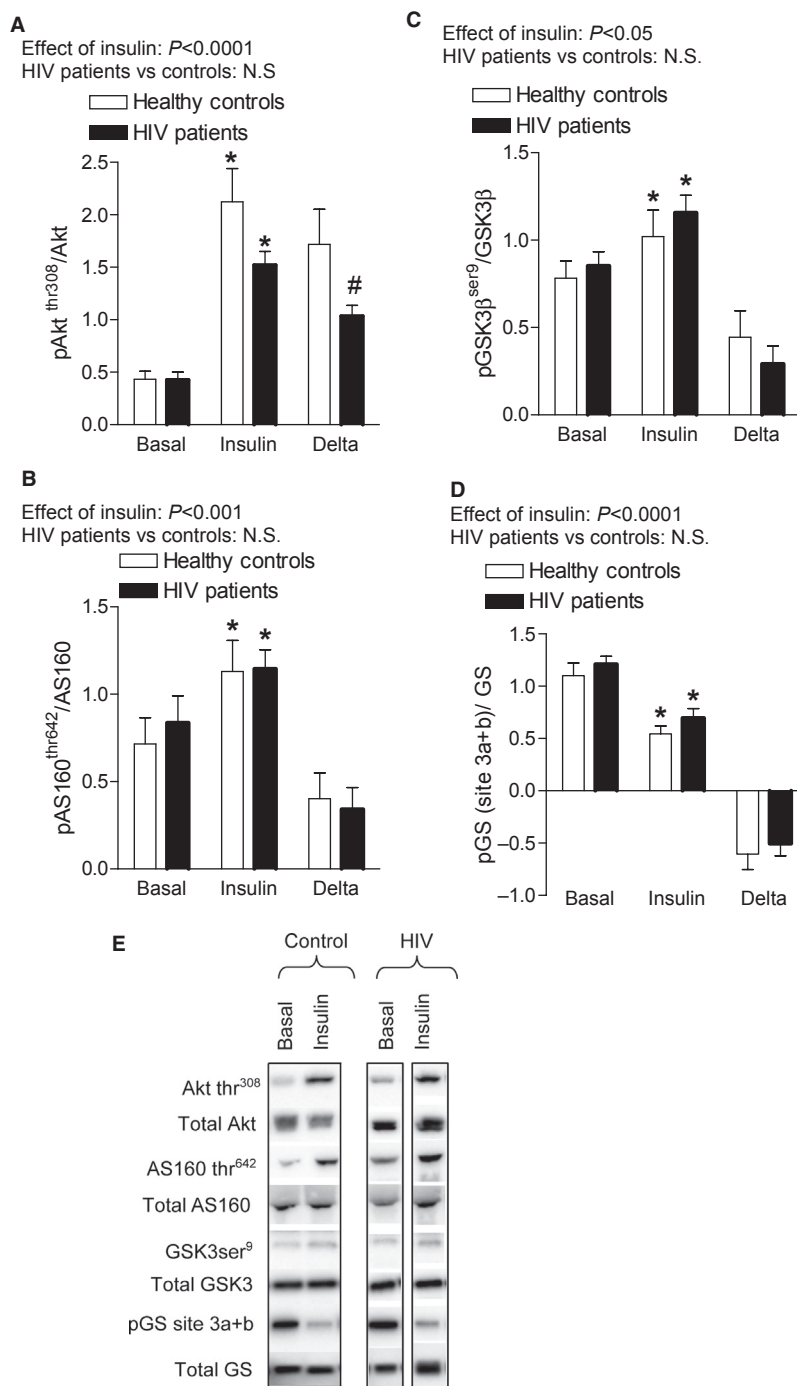 A
Effect of insulin: P<0.0001
HIV patients vs controls: N.S
Healthy controls
HIV patients
2.5
2.0
1.5
1.0
0.5
0.0
pAkt thr308/Akt
*
*
#
Basal Insulin Delta
B
Effect of insulin: P<0.001
HIV patients vs controls: N.S.
Healthy controls
HIV patients
1.5
1.0
0.5
0.0
pAS160thr642/AS160
* *
Basal Insulin Delta
C
Effect of insulin: P<0.05
HIV patients vs controls: N.S.
Healthy controls
HIV patients
1.5
1.0
0.5
0.0
pGSK3βser9/GSK3β
* *
Basal Insulin Delta
D
Effect of insulin: P<0.0001
HIV patients vs controls: N.S.
Healthy controls
HIV patients
1.5
1.0
0.5
0.0
–0.5
–1.0
pGS (site 3a+b)/ GS
* *
Basal Insulin Delta
E
Control HIV
Basal Insulin Basal Insulin
Akt thr308
Total Akt
AS160 thr642
Total AS160
GSK3ser9
Total GSK3
pGS site 3a+b
Total GS